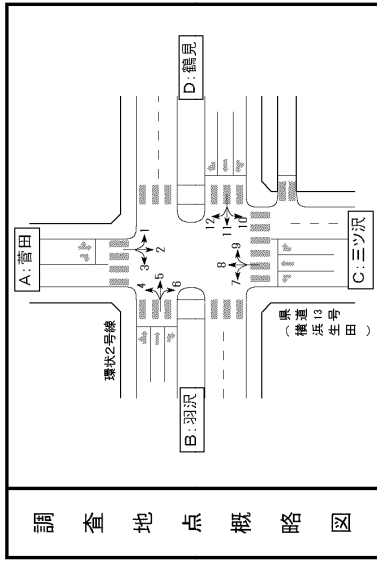 調査地点概略図
A：菅田
環状2号線
B：羽沢
D：鶴見
C：三ツ沢
県道13号
（横浜生田）
1
2
3
4
5
6
7
8
9
10
11
12